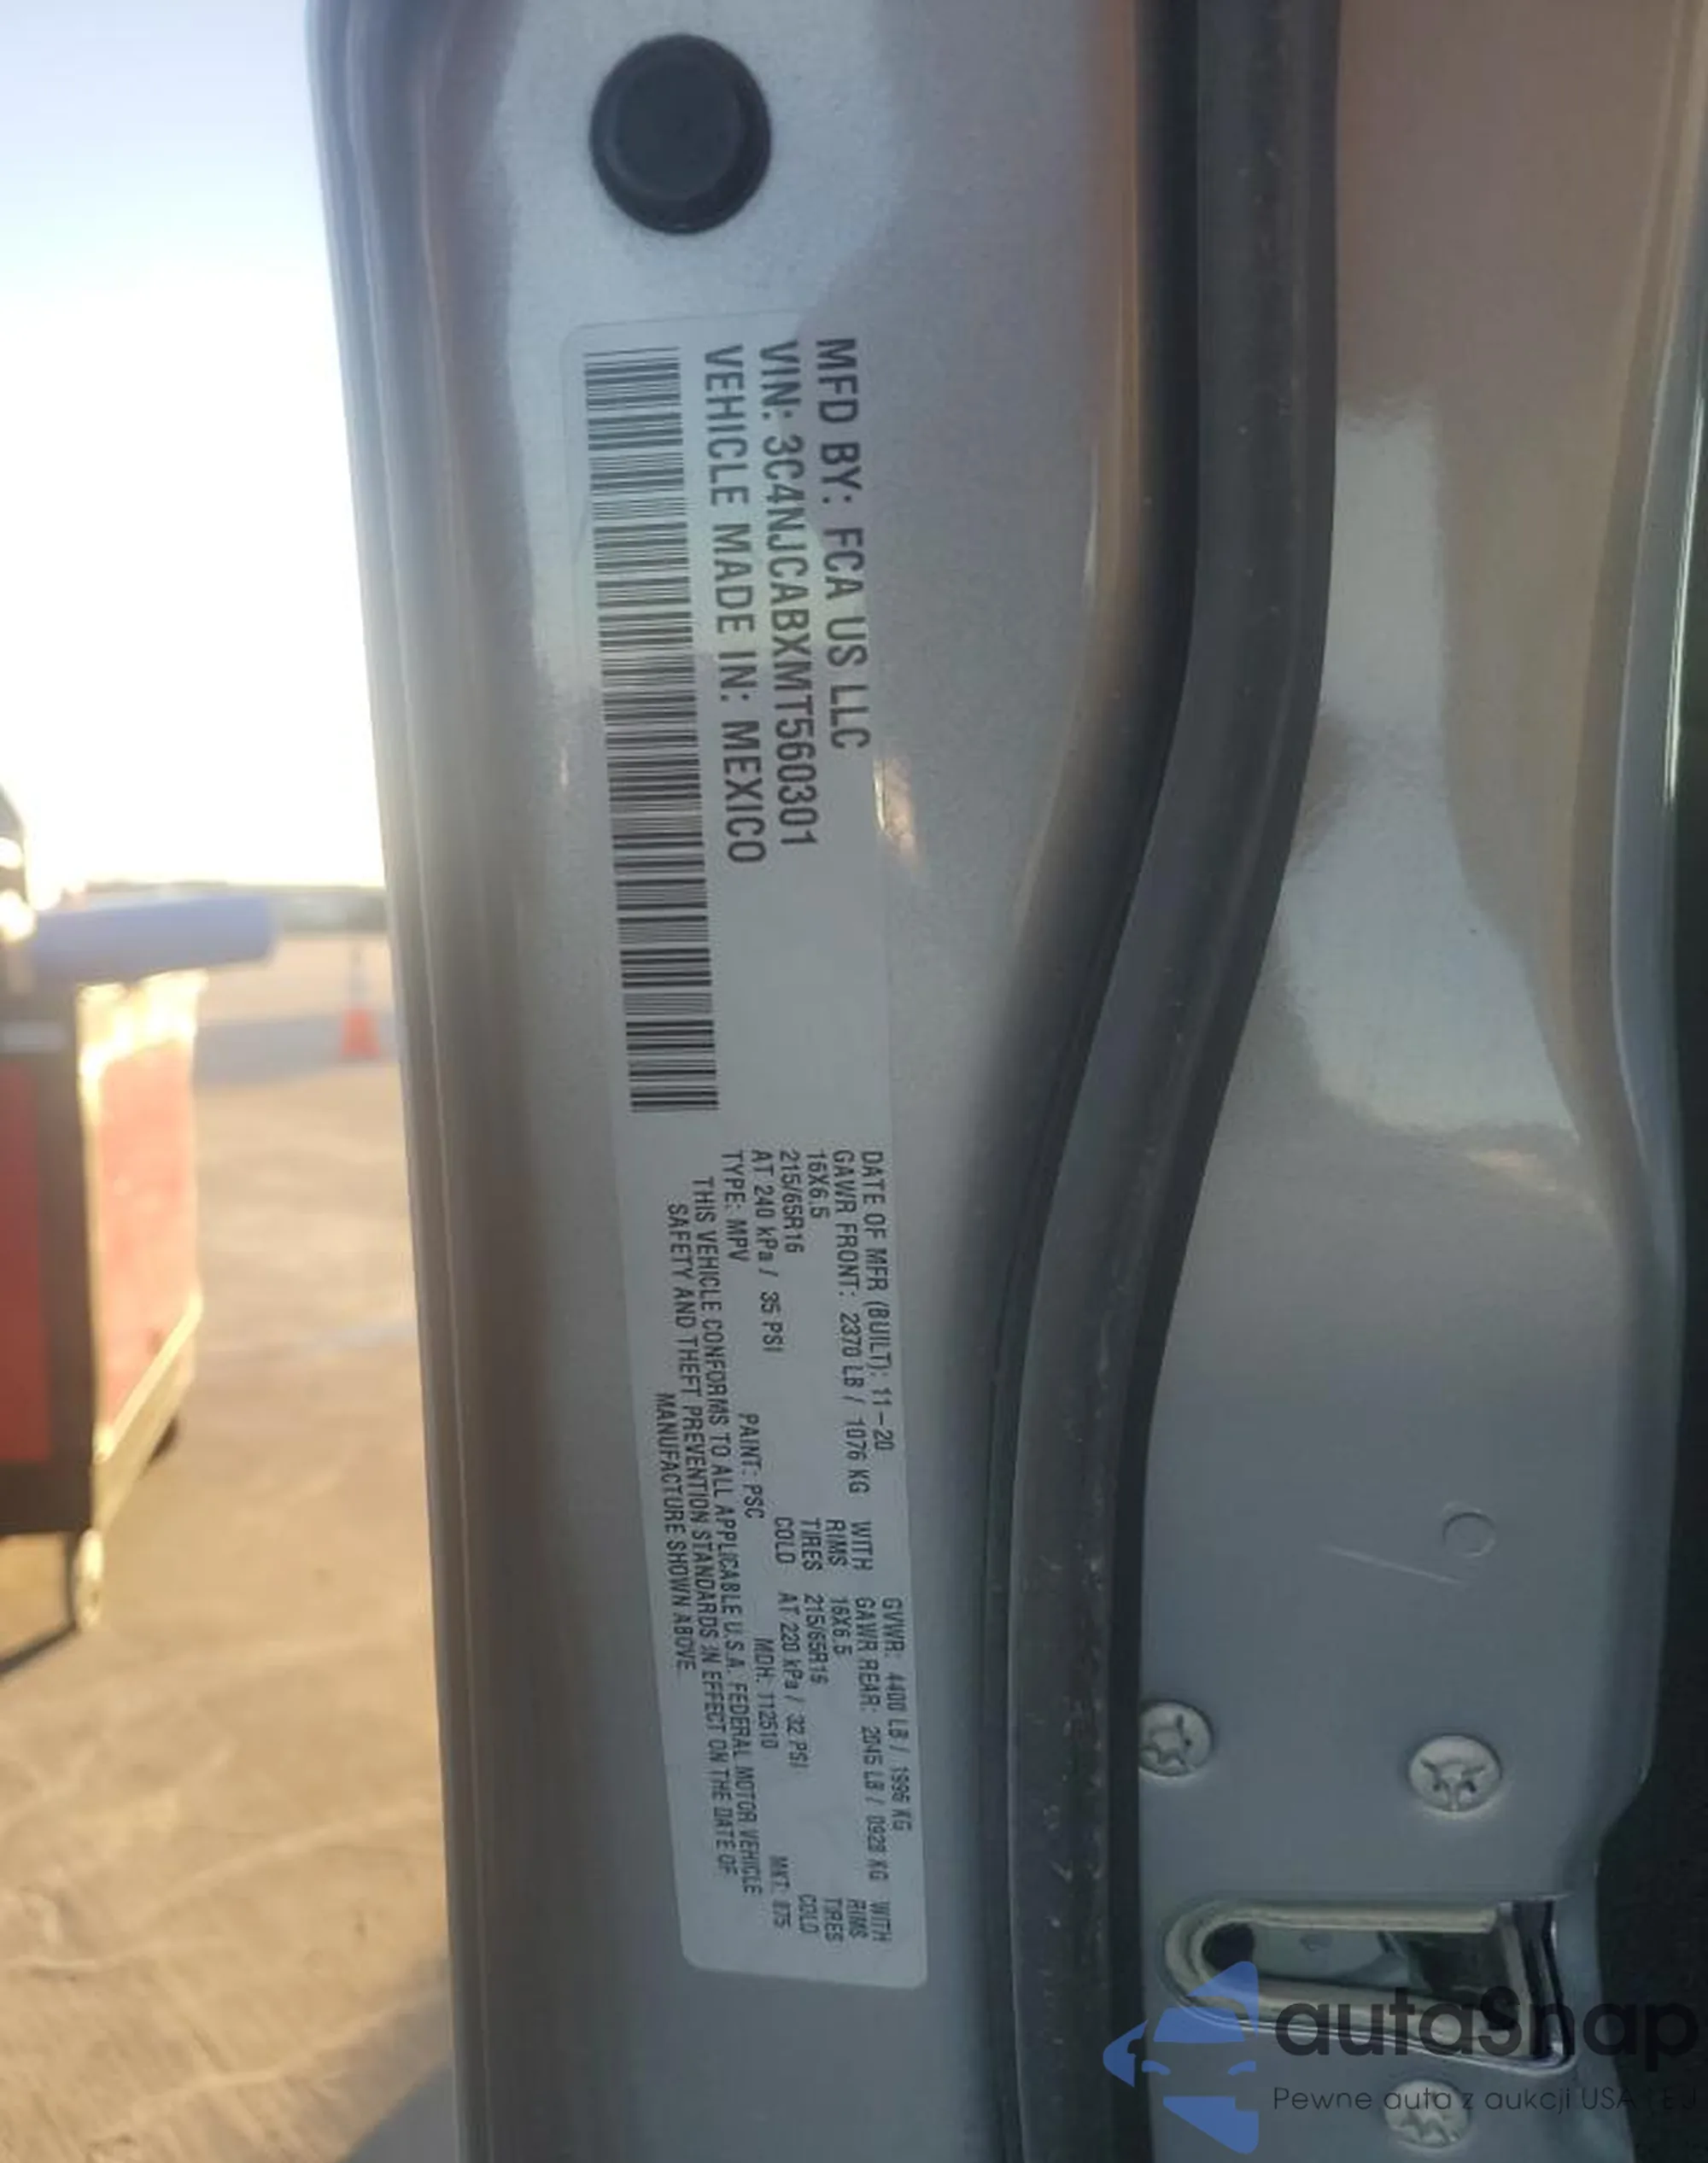 MFD BY: FCA US LLC
VIN: 3C4NJCABXMT560301
VEHICLE MADE IN: MEXICO
DATE OF MFR (BUILT): 11-20
GAWR FRONT: 2370 LB / 1076 KG WITH
16X6.5 RIMS
215/65R16 TIRES
AT 240 kPa / 35 PSI COLD
TYPE: MPV PAINT: PSC
GVWR: 4400 LB / 1996 KG
GAWR REAR: 2045 LB / 0928 KG WITH
16X6.5 RIMS
215/65R16 TIRES
AT 220 kPa / 32 PSI COLD
MDH: 112510 MKT: 875
THIS VEHICLE CONFORMS TO ALL APPLICABLE U.S.A. FEDERAL MOTOR VEHICLE
SAFETY AND THEFT PREVENTION STANDARDS IN EFFECT ON THE DATE OF
MANUFACTURE SHOWN ABOVE
autaSnap
Pewne auta z aukcji USA